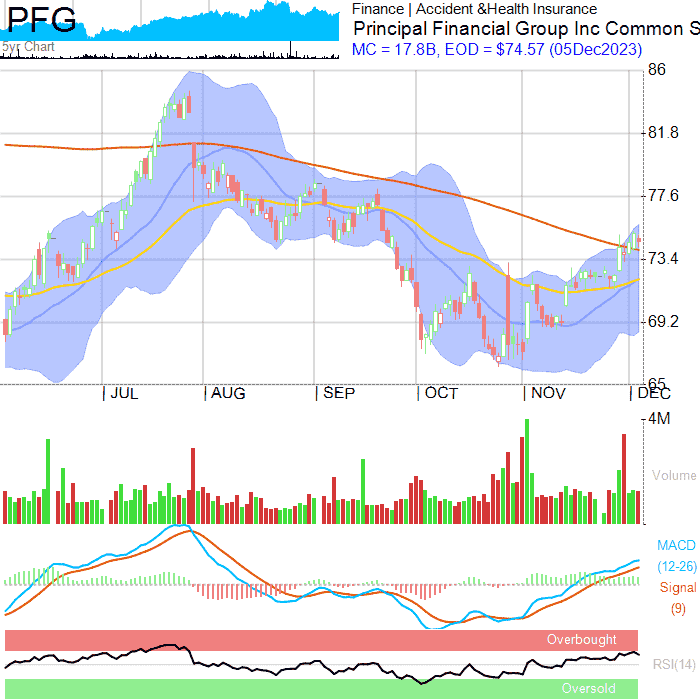 PFG
5yr Chart
Finance | Accident &Health Insurance
Principal Financial Group Inc Common S
MC = 17.8B, EOD = $74.57 (05Dec2023)
86
81.8
77.6
73.4
69.2
65
JUL
AUG
SEP
OCT
NOV
DEC
4M
Volume
MACD
(12-26)
Signal
(9)
Overbought
RSI(14)
Oversold